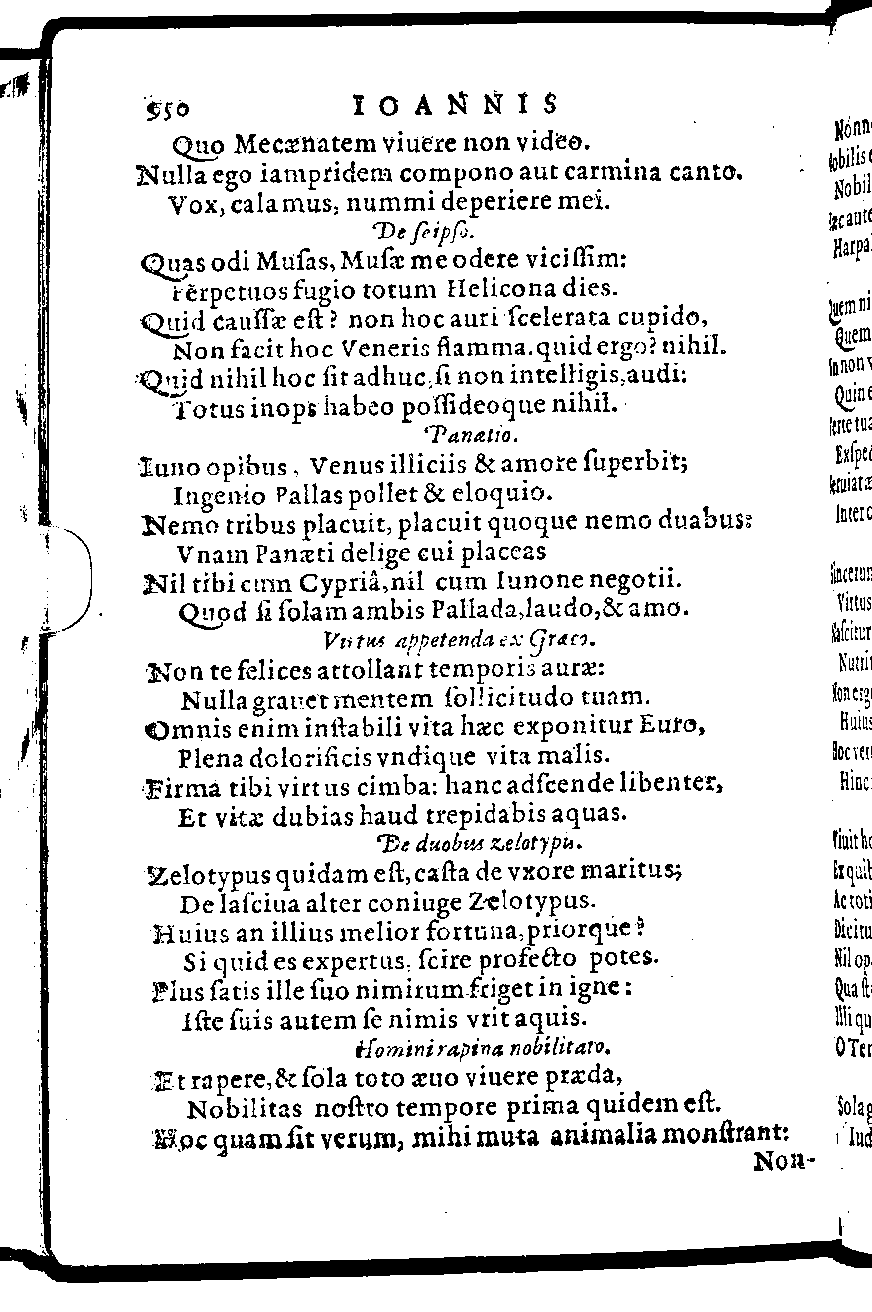 550 IOANNIS
Quo Mecænatem viuere non video.
Nulla ego iampridem compono aut carmina canto.
Vox, calamus, nummi deperiere mei.
De ſeipſo.
Quas odi Muſas, Muſæ me odere viciſſim:
Perpetuos fugio totum Helicona dies.
Quid cauſſæ eſt? non hoc auri ſcelerata cupido,
Non facit hoc Veneris flamma. quid ergo? nihil.
Quid nihil hoc ſit adhuc, ſi non intelligis, audi:
Totus inops habeo poſſideoque nihil.
Panætio.
Iuno opibus, Venus illiciis & amore ſuperbit;
Ingenio Pallas pollet & eloquio.
Nemo tribus placuit, placuit quoque nemo duabus:
Vnam Panæti delige cui placeas
Nil tibi cum Cypriâ, nil cum Iunone negotii.
Quod ſi ſolam ambis Pallada, laudo, & amo.
Virtus appetenda ex Græco.
Non te felices attollant temporis auræ:
Nulla grauet mentem ſollicitudo tuam.
Omnis enim inſtabili vita hæc exponitur Euro,
Plena dolorificis vndique vita malis.
Firma tibi virtus cimba: hanc adſcende libenter,
Et vitæ dubias haud trepidabis aquas.
De duobus zelotypis.
Zelotypus quidam eſt, caſta de vxore maritus;
De laſciua alter coniuge Zelotypus.
Huius an illius melior fortuna, priorque?
Si quid es expertus, ſcire profecto potes.
Plus ſatis ille ſuo nimirum friget in igne:
Iſte ſuis autem ſe nimis vrit aquis.
Homini rapina nobilitato.
Et rapere, & ſola toto æuo viuere præda,
Nobilitas noſtro tempore prima quidem eſt.
Hoc quam ſit verum, mihi muta animalia monſtrant:
Non-